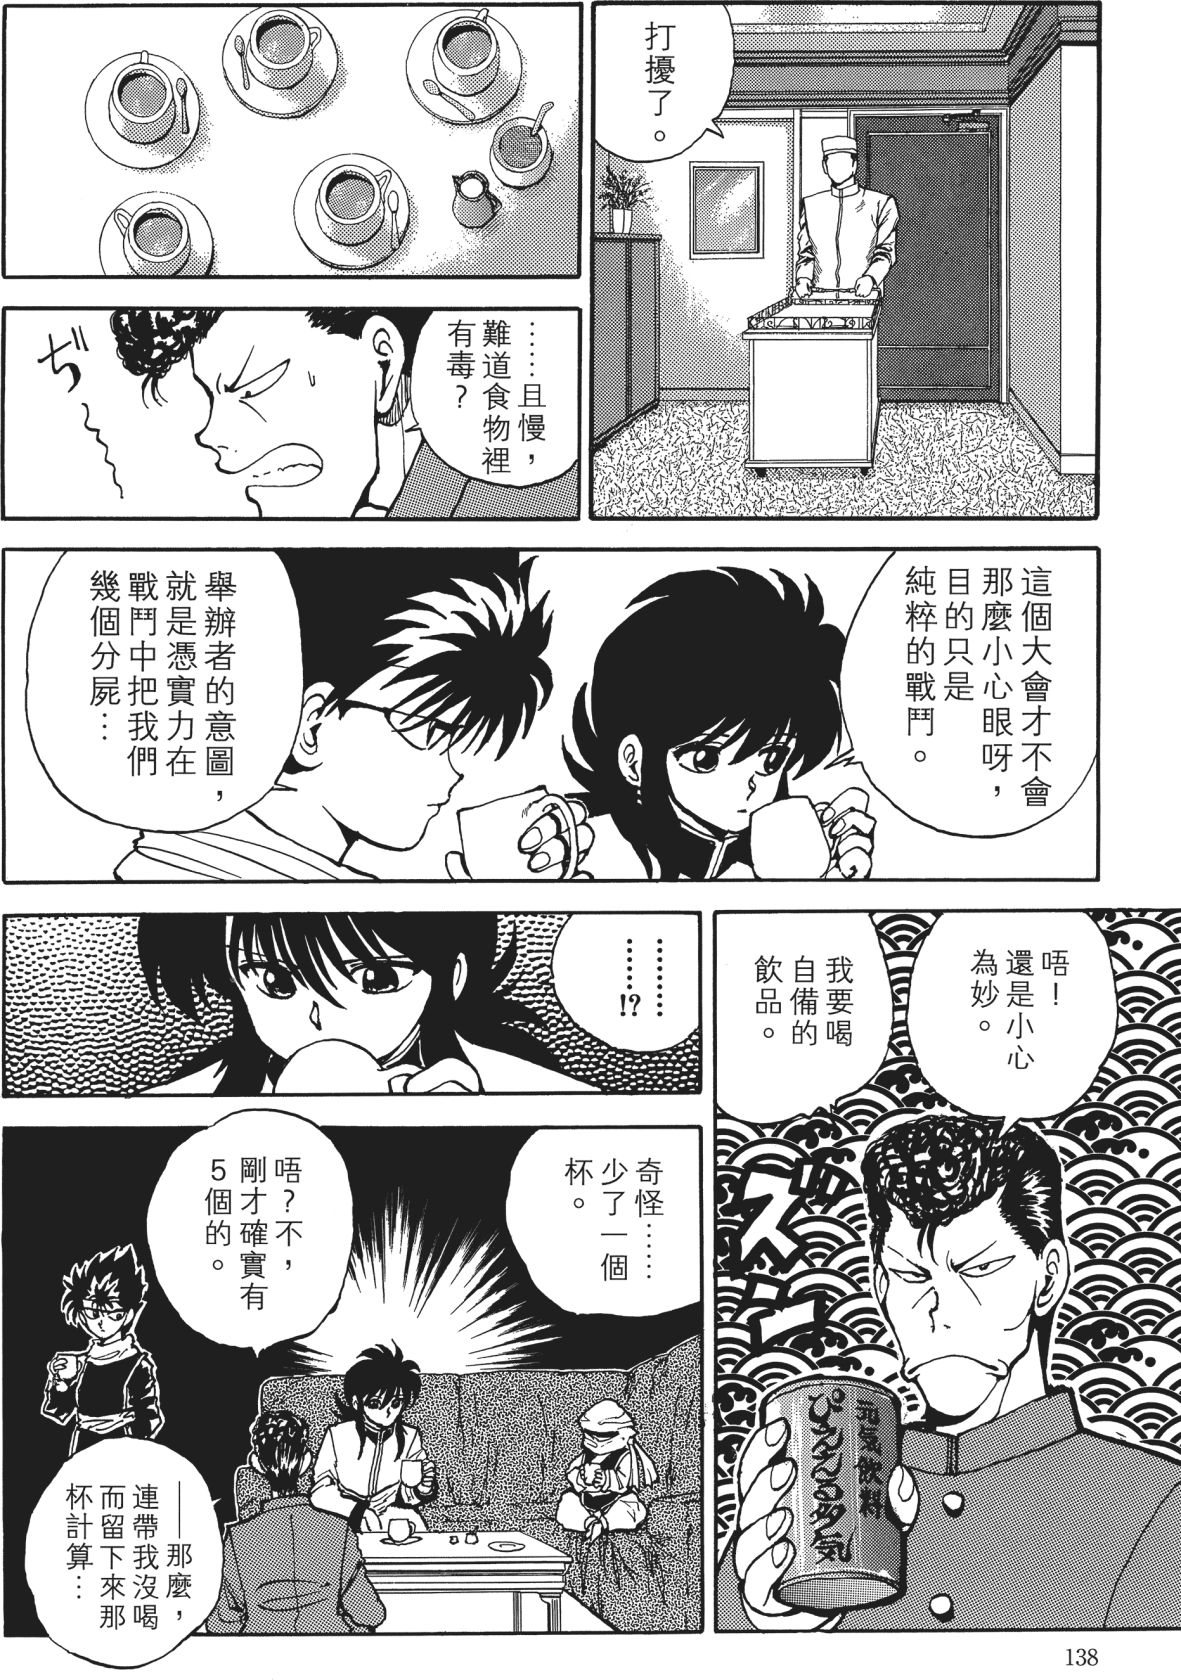 打擾了。
……且慢，
難道食物裡
有毒？
ぢ
這個大會才不會
那麼小心眼呀，
目的只是
純粹的戰鬥。
舉辦者的意圖，
就是憑實力在
戰鬥中把我們
幾個分屍…
唔！
還是小心
為妙。
我要喝
自備的
飲品。
元氣飲料
………
………!?
奇怪……
少了一個
杯。
唔？不，
剛才確實有
5個的。
——那麼，
連帶我沒喝
而留下來那
杯計算…
138